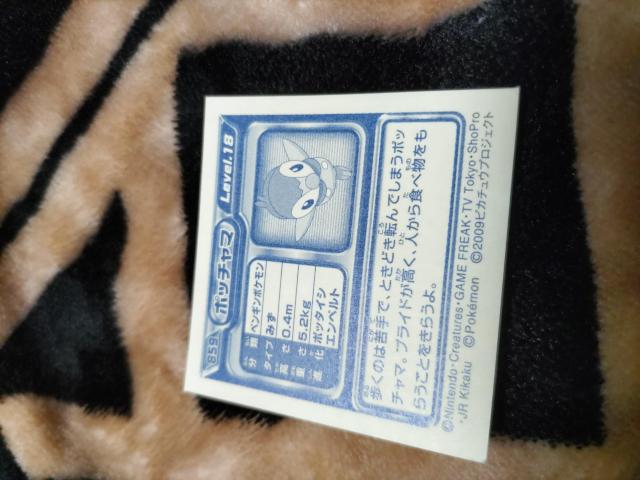 859 ポッチャマ Level.18
分類 ペンギンポケモン
タイプ みず
高さ 0.4m
重さ 5.2kg
進化 ポッタイシ
エンペルト
歩くのは苦手で、ときどき転んでしまうポッ
チャマ。プライドが高く、人から食べ物をも
らうことをきらうよ。
©Nintendo・Creatures・GAME FREAK・TV Tokyo・ShoPro
・JR Kikaku ©Pokémon ©2009ピカチュウプロジェクト